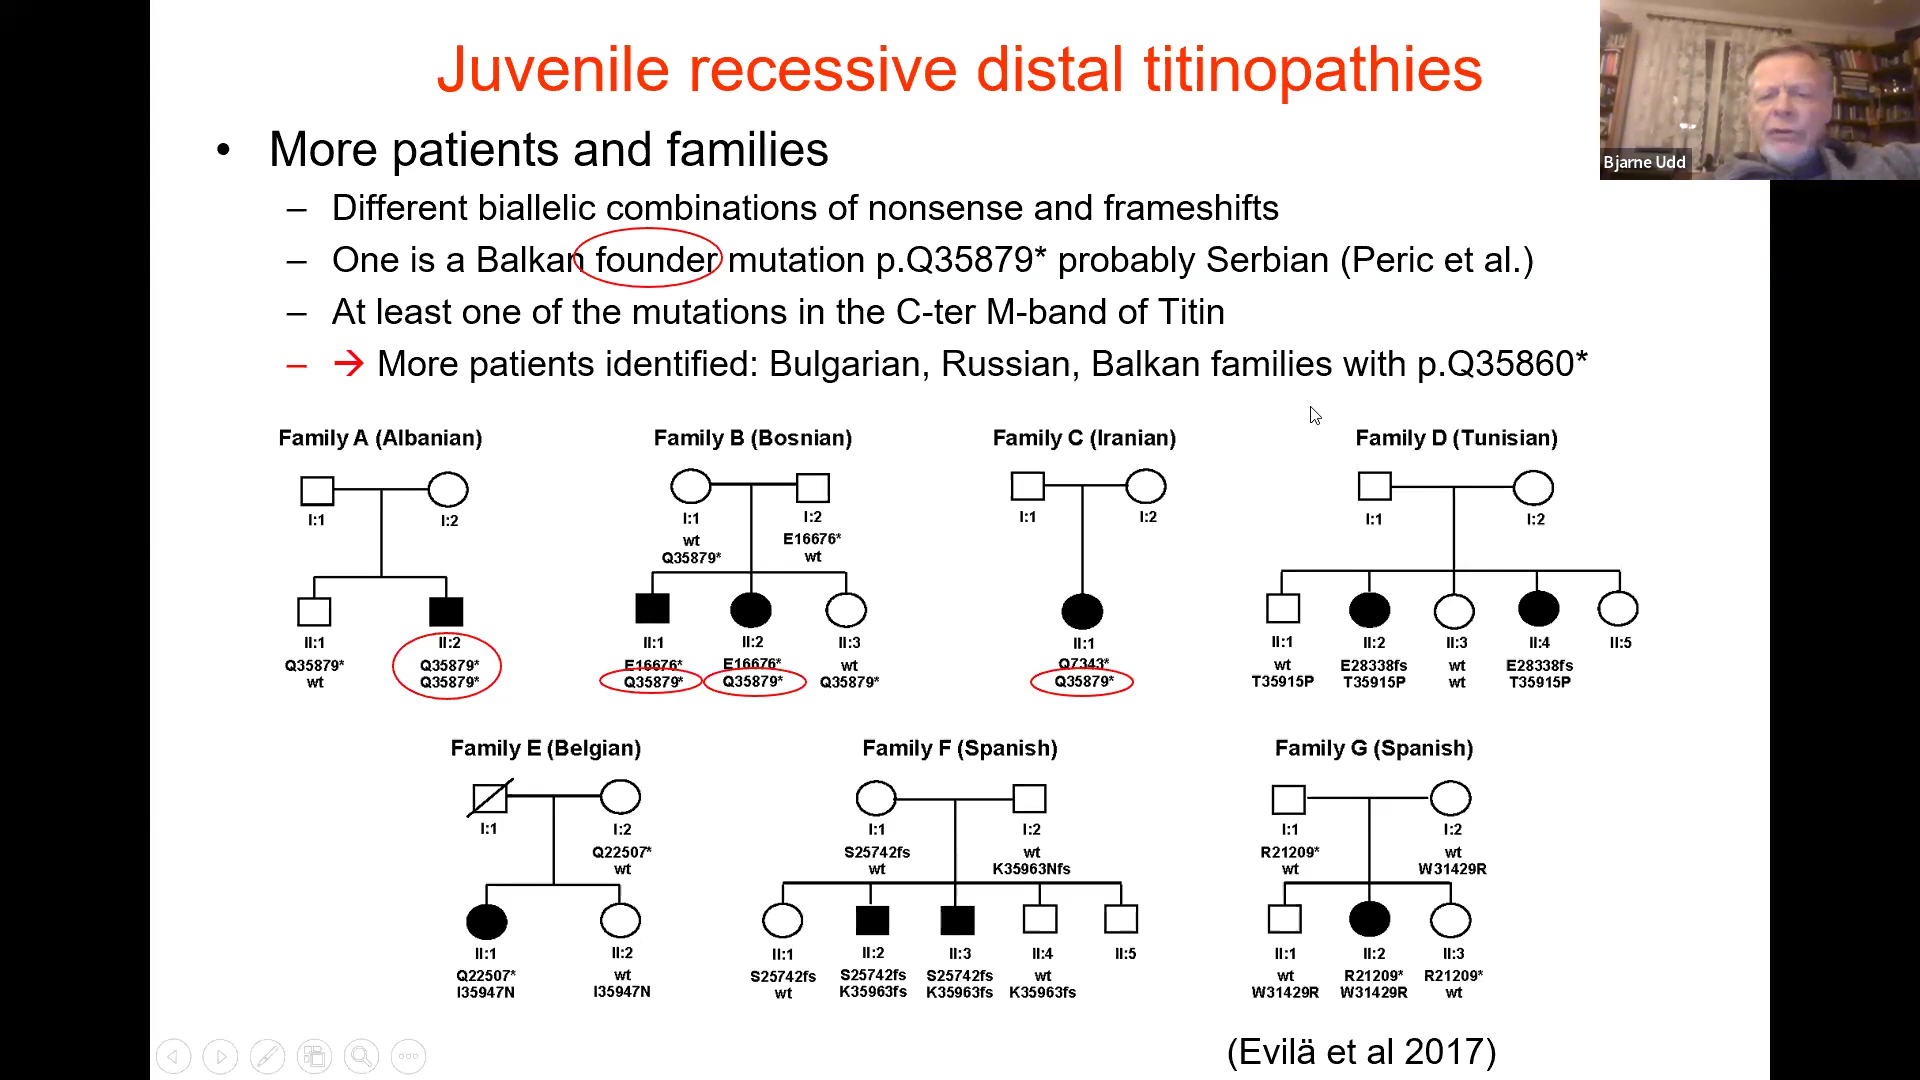 Juvenile recessive distal titinopathies
Bjarne Udd
• More patients and families
– Different biallelic combinations of nonsense and frameshifts
– One is a Balkan founder mutation p.Q35879* probably Serbian (Peric et al.)
– At least one of the mutations in the C-ter M-band of Titin
– → More patients identified: Bulgarian, Russian, Balkan families with p.Q35860*
Family A (Albanian)
I:1
I:2
II:1
Q35879*
wt
II:2
Q35879*
Q35879*
Family B (Bosnian)
I:1
wt
Q35879*
I:2
E16676*
wt
II:1
E16676*
Q35879*
II:2
E16676*
Q35879*
II:3
wt
Q35879*
Family C (Iranian)
I:1
I:2
II:1
Q7343*
Q35879*
Family D (Tunisian)
I:1
I:2
II:1
wt
T35915P
II:2
E28338fs
T35915P
II:3
wt
wt
II:4
E28338fs
T35915P
II:5
Family E (Belgian)
I:1
I:2
Q22507*
wt
II:1
Q22507*
I35947N
II:2
wt
I35947N
Family F (Spanish)
I:1
S25742fs
wt
I:2
wt
K35963Nfs
II:1
S25742fs
wt
II:2
S25742fs
K35963fs
II:3
S25742fs
K35963fs
II:4
wt
K35963fs
II:5
Family G (Spanish)
I:1
R21209*
wt
I:2
wt
W31429R
II:1
wt
W31429R
II:2
R21209*
W31429R
II:3
R21209*
wt
(Evilä et al 2017)